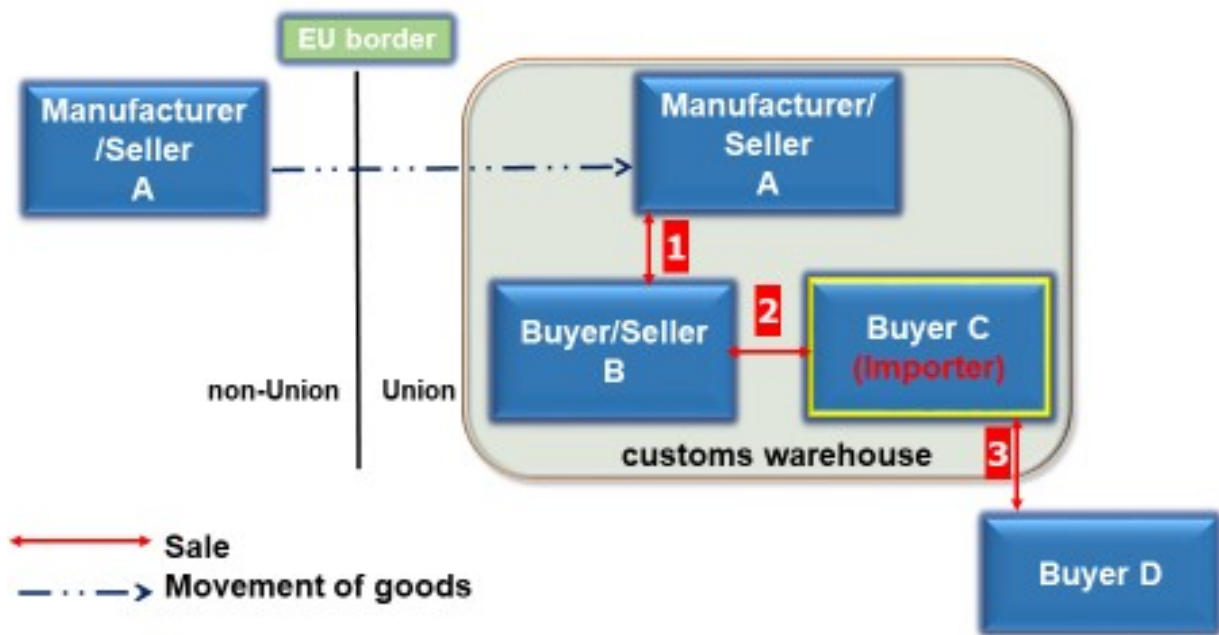 EU border
Manufacturer
/Seller
A
Manufacturer/
Seller
A
1
Buyer/Seller
B
2
Buyer C
(Importer)
non-Union
Union
customs warehouse
3
Sale
Movement of goods
Buyer D